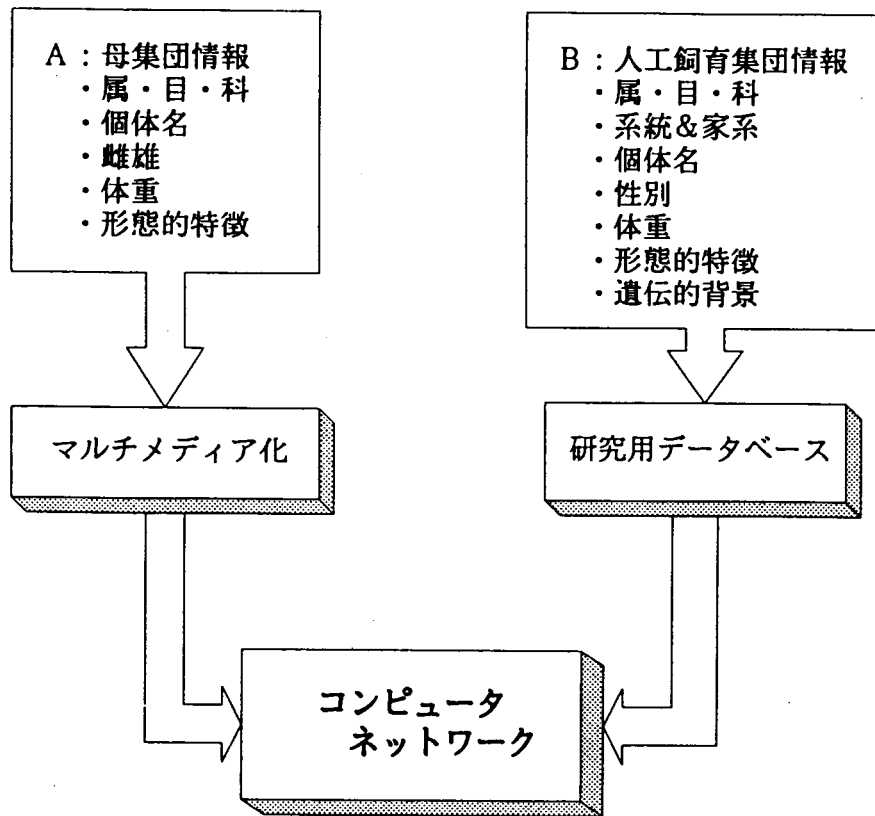 A：母集団情報
・属・目・科
・個体名
・雌雄
・体重
・形態的特徴
B：人工飼育集団情報
・属・目・科
・系統＆家系
・個体名
・性別
・体重
・形態的特徴
・遺伝的背景
マルチメディア化
研究用データベース
コンピュータ
ネットワーク